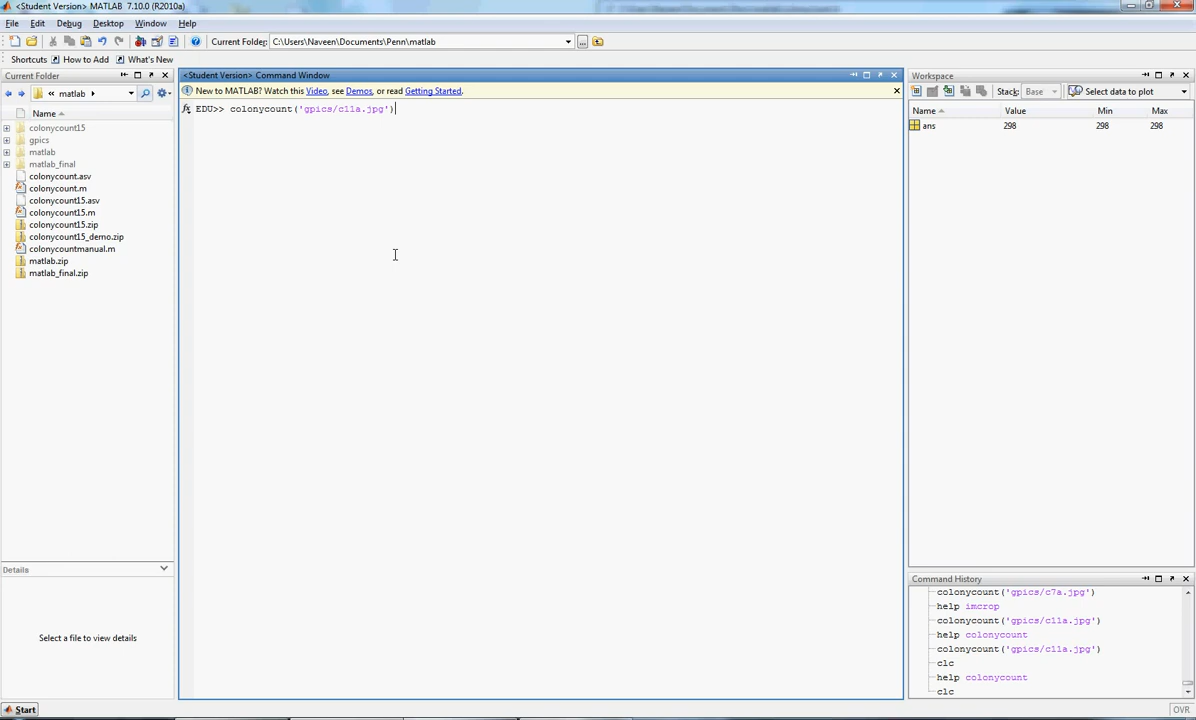 <Student Version> MATLAB 7.10.0 (R2010a)
File Edit Debug Desktop Window Help
Current Folder: C:\Users\Naveen\Documents\Penn\matlab
Shortcuts How to Add What's New
Current Folder
« matlab
Name
colonycount15
gpics
matlab
matlab_final
colonycount.asv
colonycount.m
colonycount15.asv
colonycount15.m
colonycount15.zip
colonycount15_demo.zip
colonycountmanual.m
matlab.zip
matlab_final.zip
Details
Select a file to view details
Start
<Student Version> Command Window
New to MATLAB? Watch this Video, see Demos, or read Getting Started.
fx EDU>> colonycount('gpics/c11a.jpg')
Workspace
Stack: Base Select data to plot
Name Value Min Max
ans 298 298 298
Command History
colonycount('gpics/c7a.jpg')
help imcrop
colonycount('gpics/c11a.jpg')
help colonycount
colonycount('gpics/c11a.jpg')
clc
help colonycount
clc
OVR